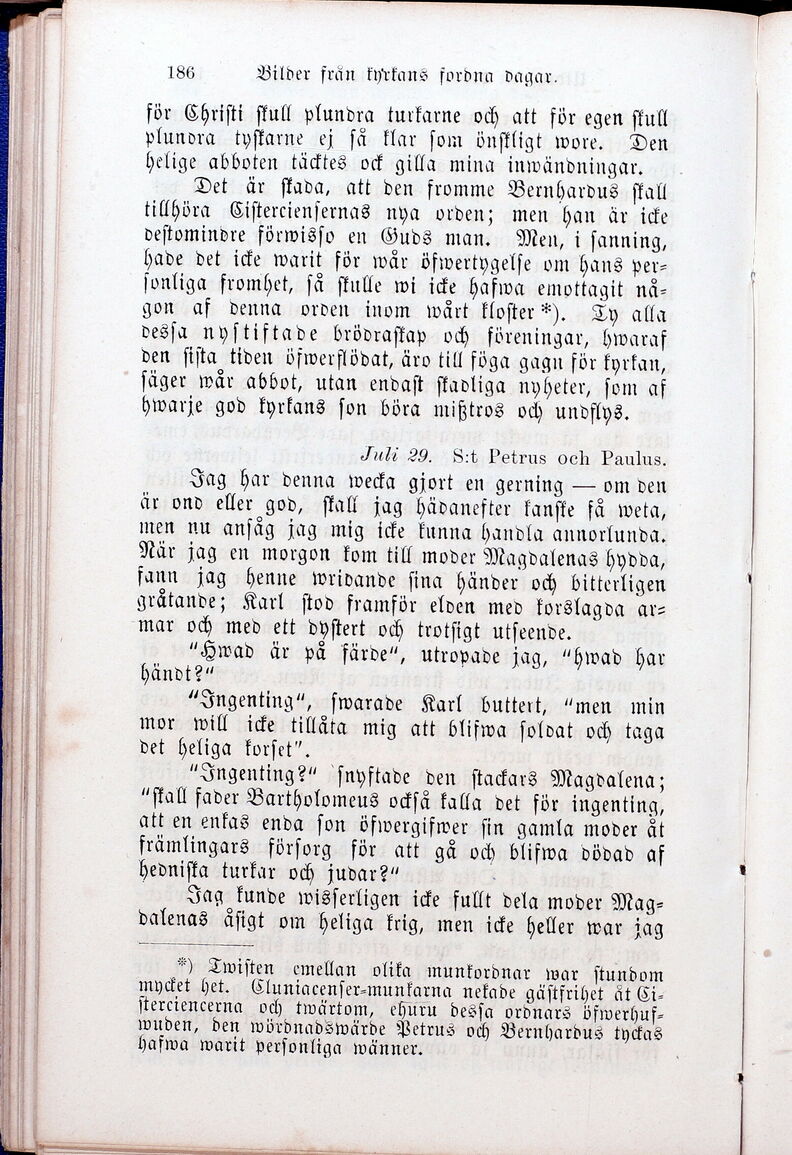 186 Bilder från kyrkans fordna dagar.
för Christi skull plundra turkarne och att för egen skull
plundra tyskarne ej så klar som önskligt wore. Den
helige abboten täcktes ock gilla mina inwändningar.
Det är skada, att den fromme Bernhardus skall
tillhöra Cisterciensernas nya orden; men han är icke
destomindre förwisso en Guds man. Men, i sanning,
hade det icke warit för wår öfwertygelse om hans per-
sonliga fromhet, så skulle wi icke hafwa emottagit nå-
gon af denna orden inom wårt kloster *). Ty alla
dessa nystiftade brödraskap och föreningar, hwaraf
den sista tiden öfwerflödat, äro till föga gagn för kyrkan,
säger wår abbot, utan endast skadliga nyheter, som af
hwarje god kyrkans son böra misstros och undflys.
Juli 29. S:t Petrus och Paulus.
Jag har denna wecka gjort en gerning — om den
är ond eller god, skall jag hädanefter kanske få weta,
men nu ansåg jag mig icke kunna handla annorlunda.
När jag en morgon kom till moder Magdalenas hydda,
fann jag henne wridande sina händer och bitterligen
gråtande; Karl stod framför elden med korslagda ar-
mar och med ett dystert och trotsigt utseende.
"Hwad är på färde", utropade jag, "hwad har
händt?"
"Ingenting", swarade Karl buttert, "men min
mor will icke tillåta mig att blifwa soldat och taga
det heliga korset".
"Ingenting?" snyftade den stackars Magdalena;
"skall fader Bartholomeus också kalla det för ingenting,
att en enkas enda son öfwergifwer sin gamla moder åt
främlingars försorg för att gå och blifwa dödad af
hedniska turkar och judar?"
Jag kunde wisserligen icke fullt dela moder Mag-
dalenas åsigt om heliga krig, men icke heller war jag
*) Twisten emellan olika munkordnar war stundom
mycket het. Cluniacenser-munkarna nekade gästfrihet åt Ci-
sterciencerna och twärtom, ehuru dessa ordnars öfwerhuf-
wuden, den wördnadswärde Petrus och Bernhardus tyckas
hafwa warit personliga wänner.